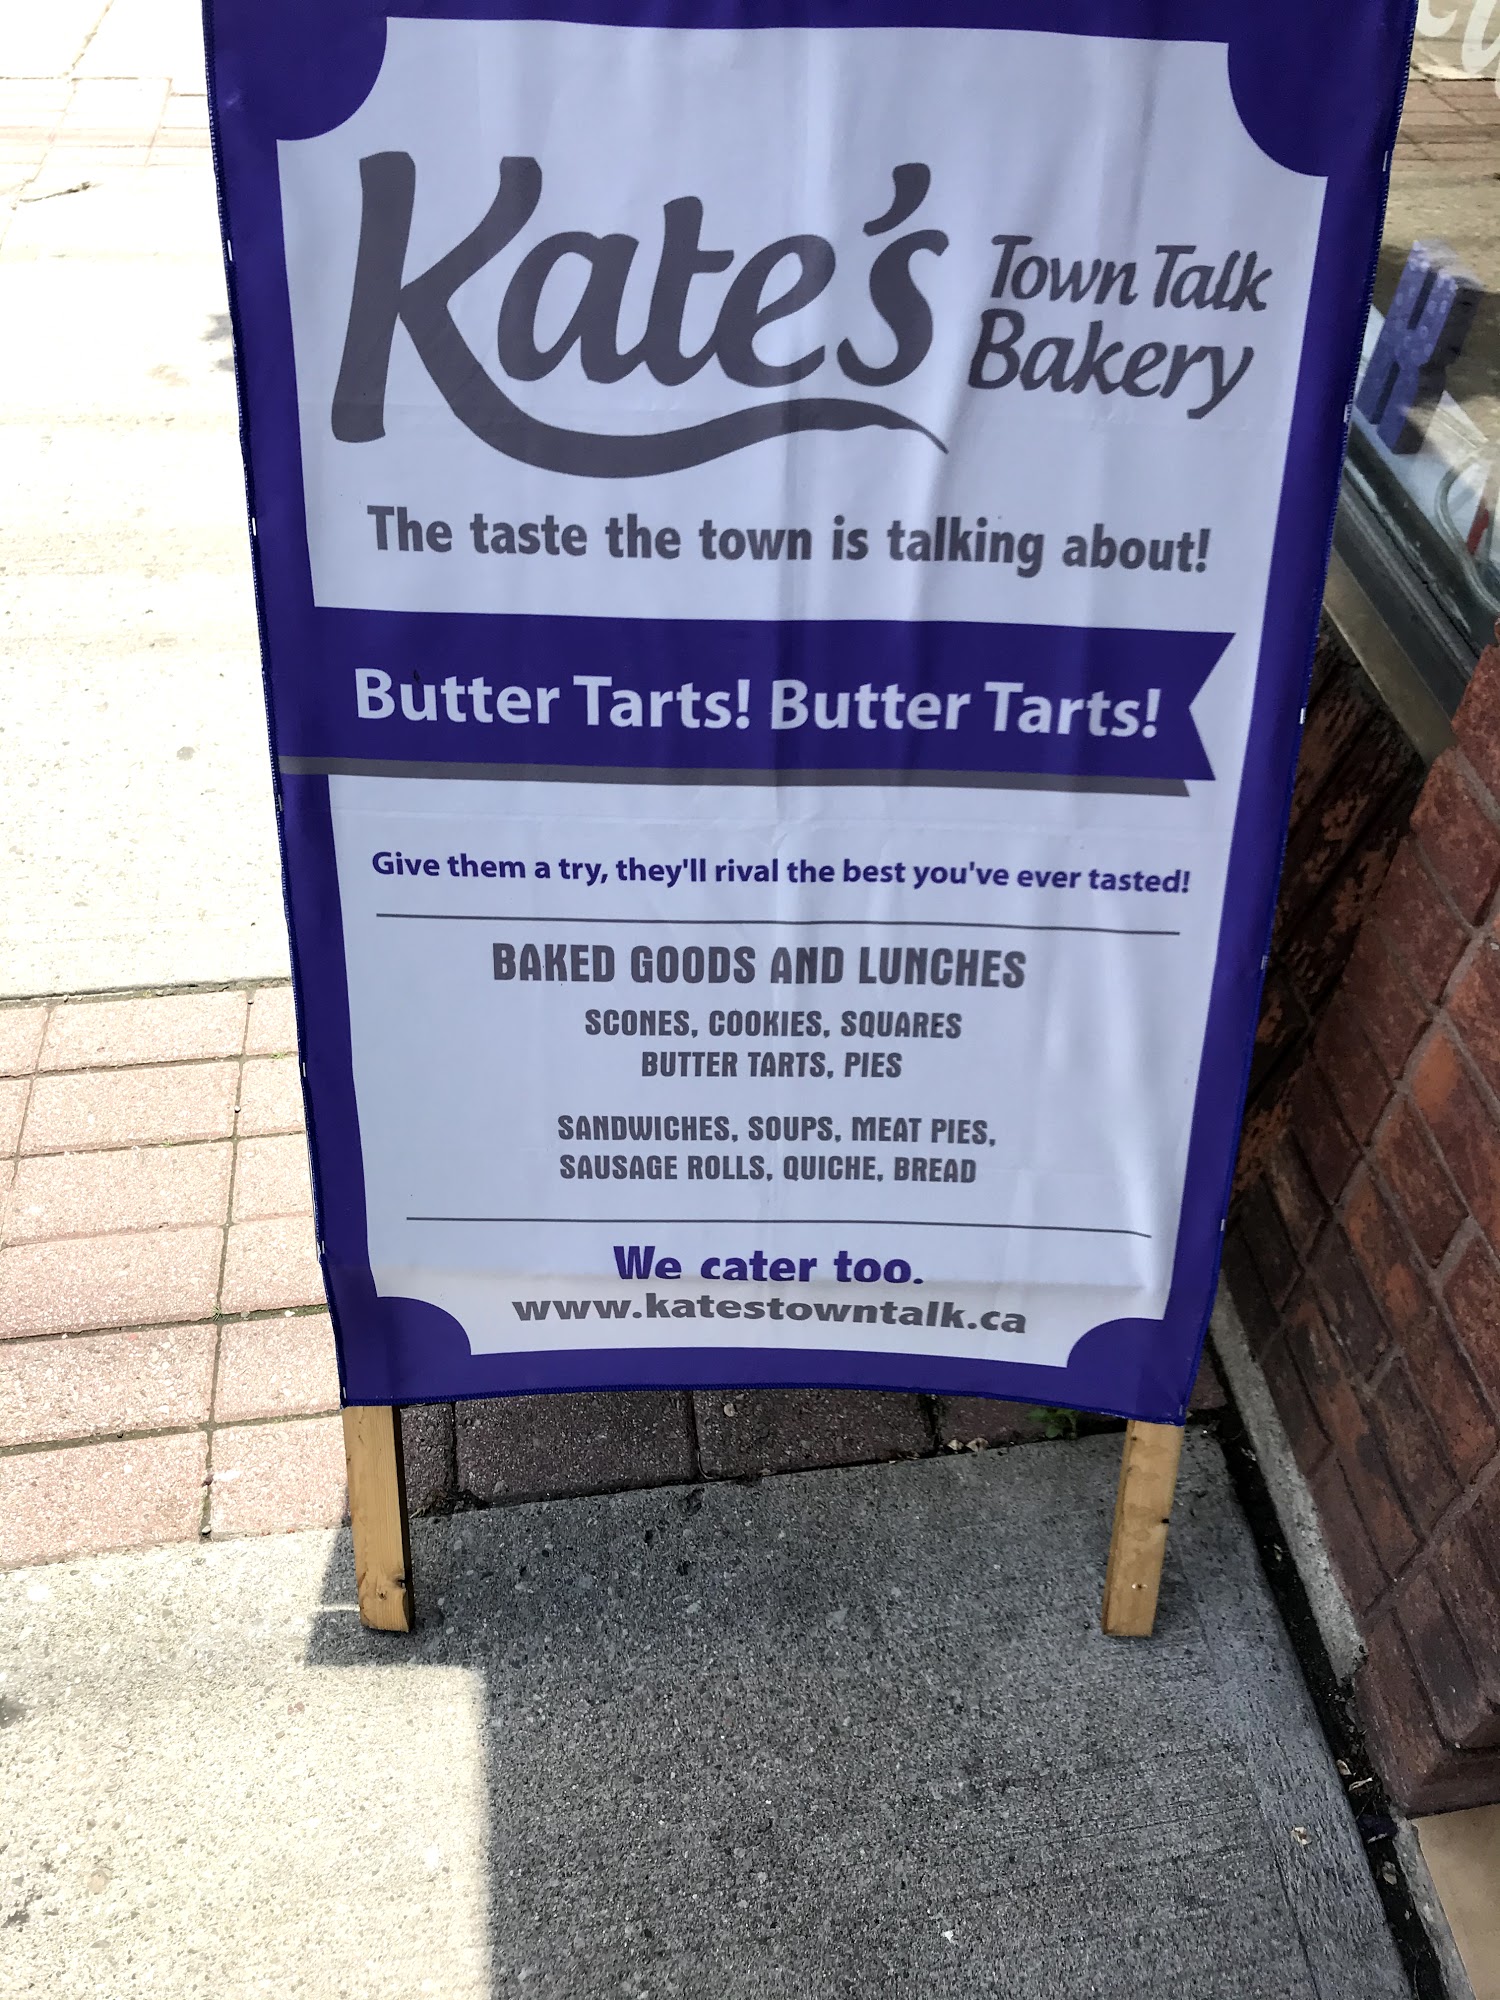 Kate's
Town Talk
Bakery
The taste the town is talking about!
Butter Tarts! Butter Tarts!
Give them a try, they'll rival the best you've ever tasted!
BAKED GOODS AND LUNCHES
SCONES, COOKIES, SQUARES
BUTTER TARTS, PIES
SANDWICHES, SOUPS, MEAT PIES,
SAUSAGE ROLLS, QUICHE, BREAD
We cater too.
www.katestowntalk.ca